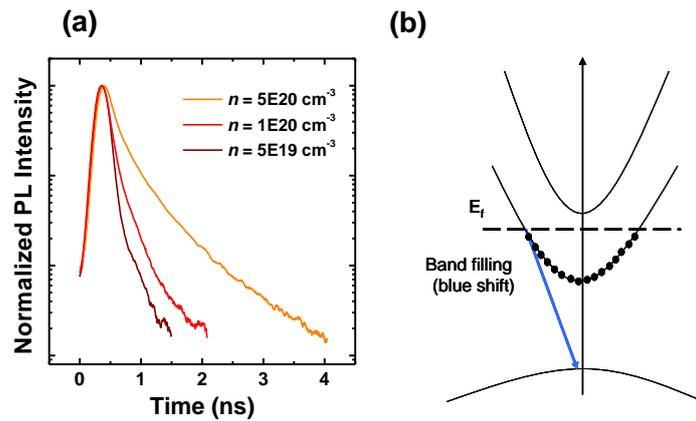 (a)
Normalized PL Intensity
n = 5E20 cm-3
n = 1E20 cm-3
n = 5E19 cm-3
0 1 2 3 4
Time (ns)
(b)
Ef
Band filling
(blue shift)